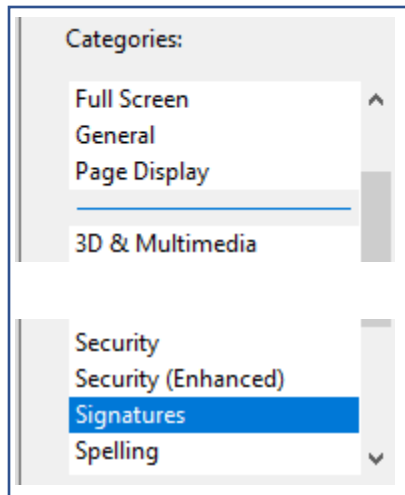 Categories:
Full Screen
General
Page Display
3D & Multimedia
Security
Security (Enhanced)
Signatures
Spelling